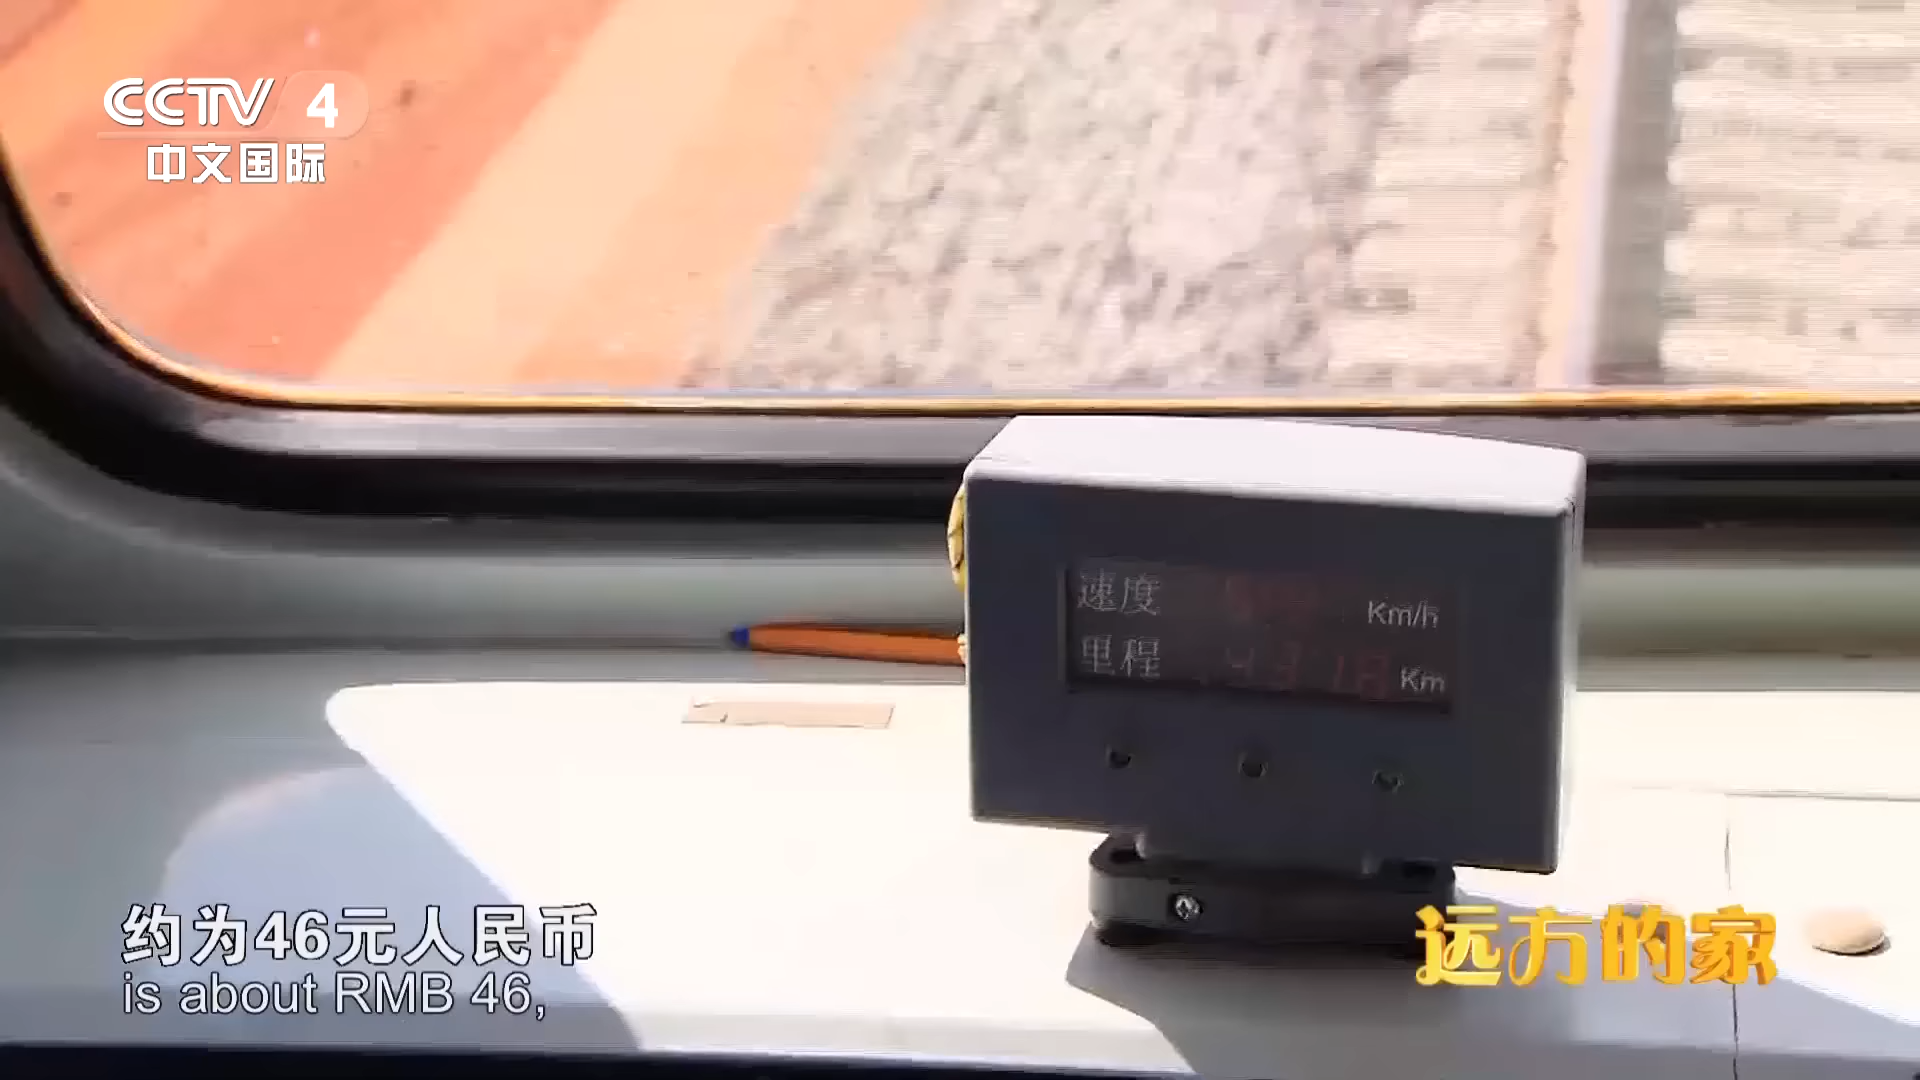 CCTV 4
中文国际
速度 Km/h
里程 Km
约为46元人民币
is about RMB 46,
远方的家